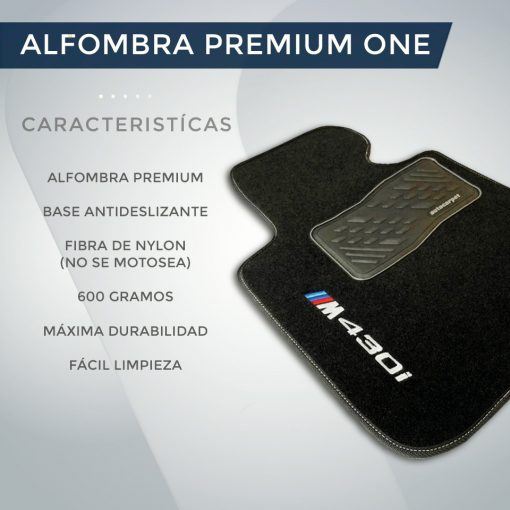 ALFOMBRA PREMIUM ONE
CARACTERISTÍCAS
ALFOMBRA PREMIUM
BASE ANTIDESLIZANTE
FIBRA DE NYLON
(NO SE MOTOSEA)
600 GRAMOS
MÁXIMA DURABILIDAD
FÁCIL LIMPIEZA
autocarpet
M430i